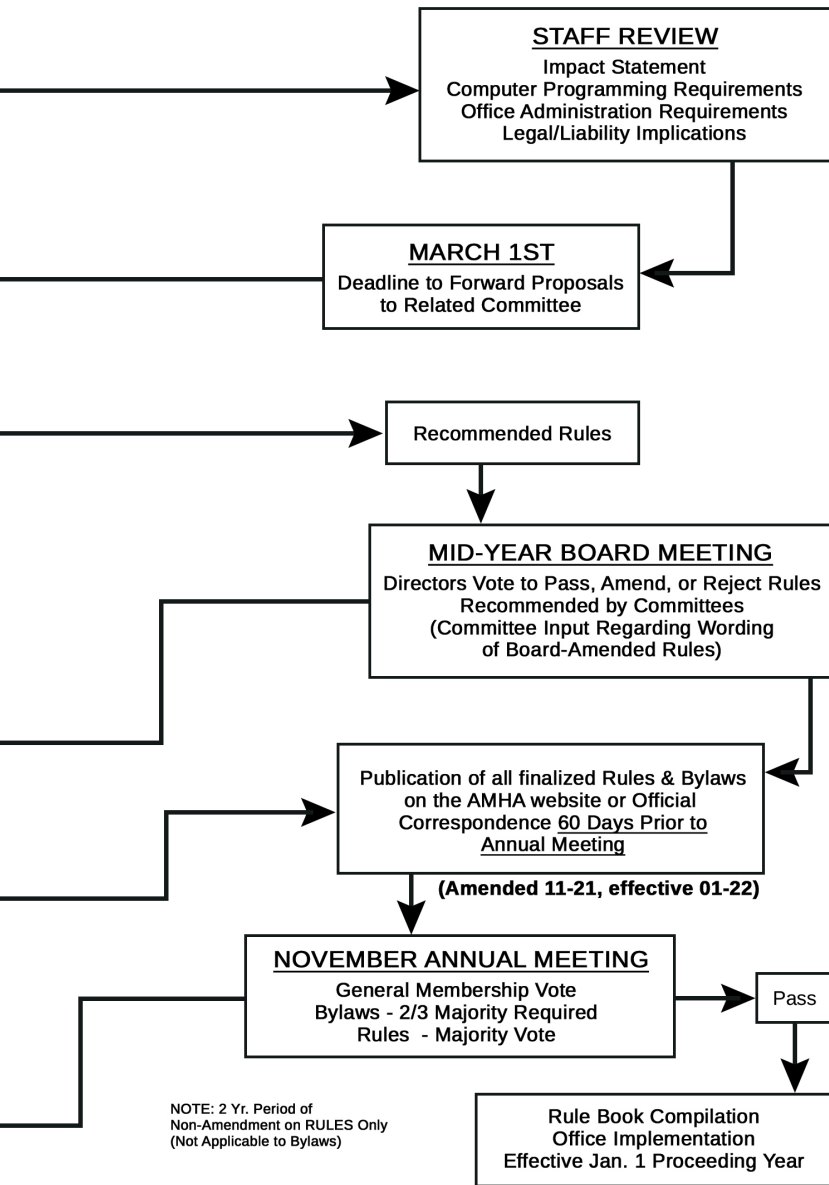 STAFF REVIEW
Impact Statement
Computer Programming Requirements
Office Administration Requirements
Legal/Liability Implications
MARCH 1ST
Deadline to Forward Proposals
to Related Committee
Recommended Rules
MID-YEAR BOARD MEETING
Directors Vote to Pass, Amend, or Reject Rules
Recommended by Committees
(Committee Input Regarding Wording
of Board-Amended Rules)
Publication of all finalized Rules & Bylaws
on the AMHA website or Official
Correspondence 60 Days Prior to
Annual Meeting
(Amended 11-21, effective 01-22)
NOVEMBER ANNUAL MEETING
General Membership Vote
Bylaws - 2/3 Majority Required
Rules - Majority Vote
Pass
NOTE: 2 Yr. Period of
Non-Amendment on RULES Only
(Not Applicable to Bylaws)
Rule Book Compilation
Office Implementation
Effective Jan. 1 Proceeding Year